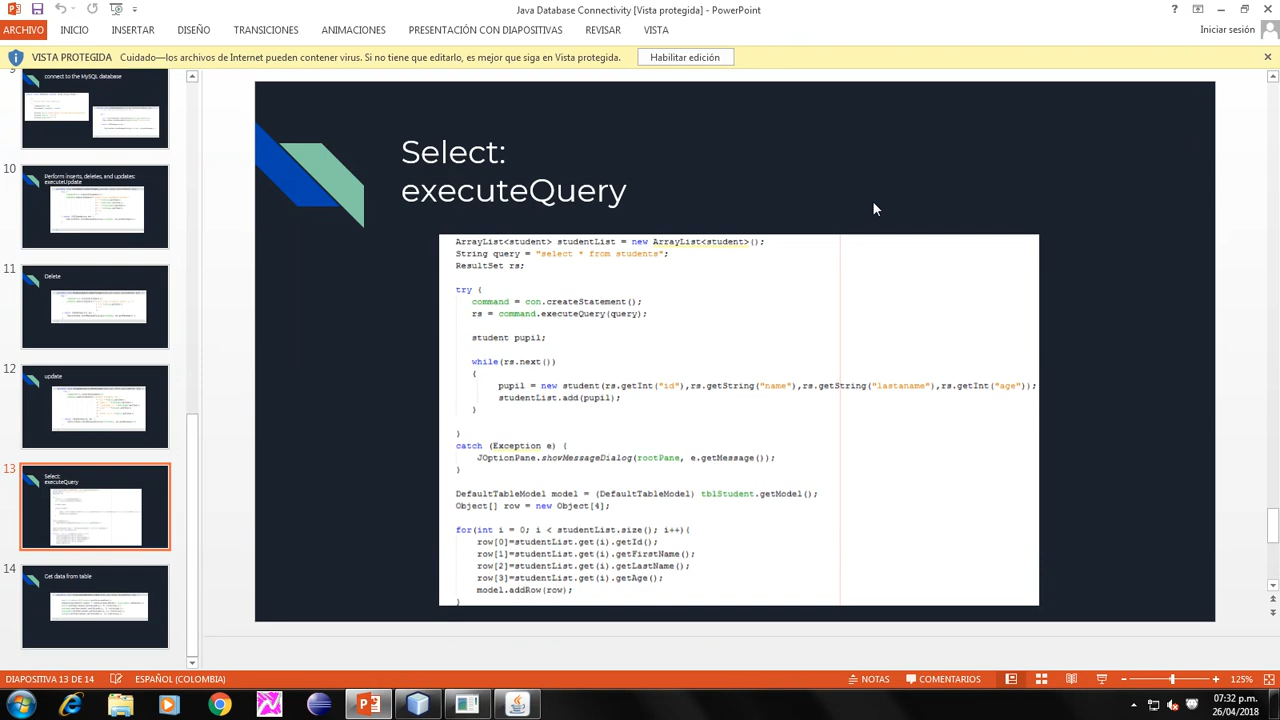 Java Database Connectivity [Vista protegida] - PowerPoint
ARCHIVO INICIO INSERTAR DISEÑO TRANSICIONES ANIMACIONES PRESENTACIÓN CON DIAPOSITIVAS REVISAR VISTA Iniciar sesión
VISTA PROTEGIDA Cuidado—los archivos de Internet pueden contener virus. Si no tiene que editarlo, es mejor que siga en Vista protegida. Habilitar edición
connect to the MySQL database
10
Perform inserts, deletes, and updates:
executeUpdate
11
Delete
12
update
13
Select:
executeQuery
14
Get data from table
Select:
executeQuery
ArrayList<student> studentList = new ArrayList<student>();
String query = "select * from students";
ResultSet rs;
try {
command = con.createStatement();
rs = command.executeQuery(query);
student pupil;
while(rs.next())
{
pupil = new student(rs.getInt("id"),rs.getString("name"),rs.getString("lastaname"),rs.getInt("age"));
studentList.add(pupil);
}
}
catch (Exception e) {
JOptionPane.showMessageDialog(rootPane, e.getMessage());
}
DefaultTableModel model = (DefaultTableModel) tblStudent.getModel();
Object[] row = new Object[4];
for(int i = 0; i < studentList.size(); i++){
row[0]=studentList.get(i).getId();
row[1]=studentList.get(i).getFirstName();
row[2]=studentList.get(i).getLastName();
row[3]=studentList.get(i).getAge();
model.addRow(row);
}
DIAPOSITIVA 13 DE 14 ESPAÑOL (COLOMBIA) NOTAS COMENTARIOS 125%
07:32 p.m.
26/04/2018